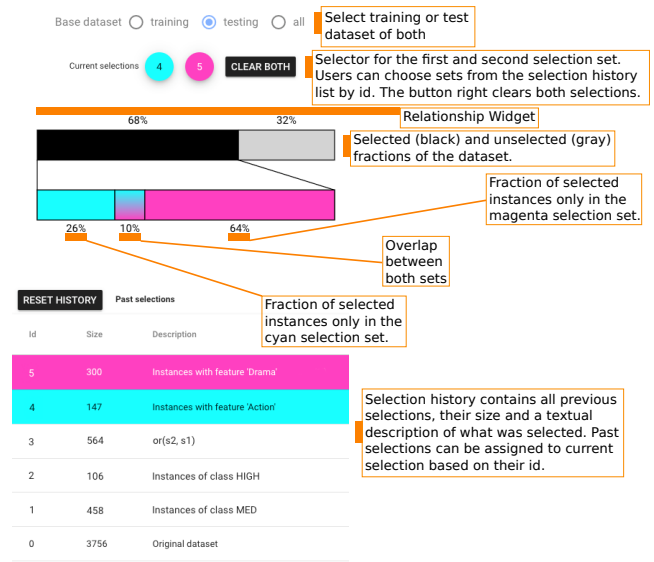 Base dataset training testing all
Select training or test
dataset of both
Current selections 4 5 CLEAR BOTH
Selector for the first and second selection set.
Users can choose sets from the selection history
list by id. The button right clears both selections.
Relationship Widget
68% 32%
Selected (black) and unselected (gray)
fractions of the dataset.
Fraction of selected
instances only in the
magenta selection set.
26% 10% 64%
Overlap
between
both sets
RESET HISTORY Past selections
Fraction of selected
instances only in the
cyan selection set.
Id Size Description
5 300 Instances with feature 'Drama'
4 147 Instances with feature 'Action'
3 564 or(s2, s1)
2 106 Instances of class HIGH
1 458 Instances of class MED
0 3756 Original dataset
Selection history contains all previous
selections, their size and a textual
description of what was selected. Past
selections can be assigned to current
selection based on their id.